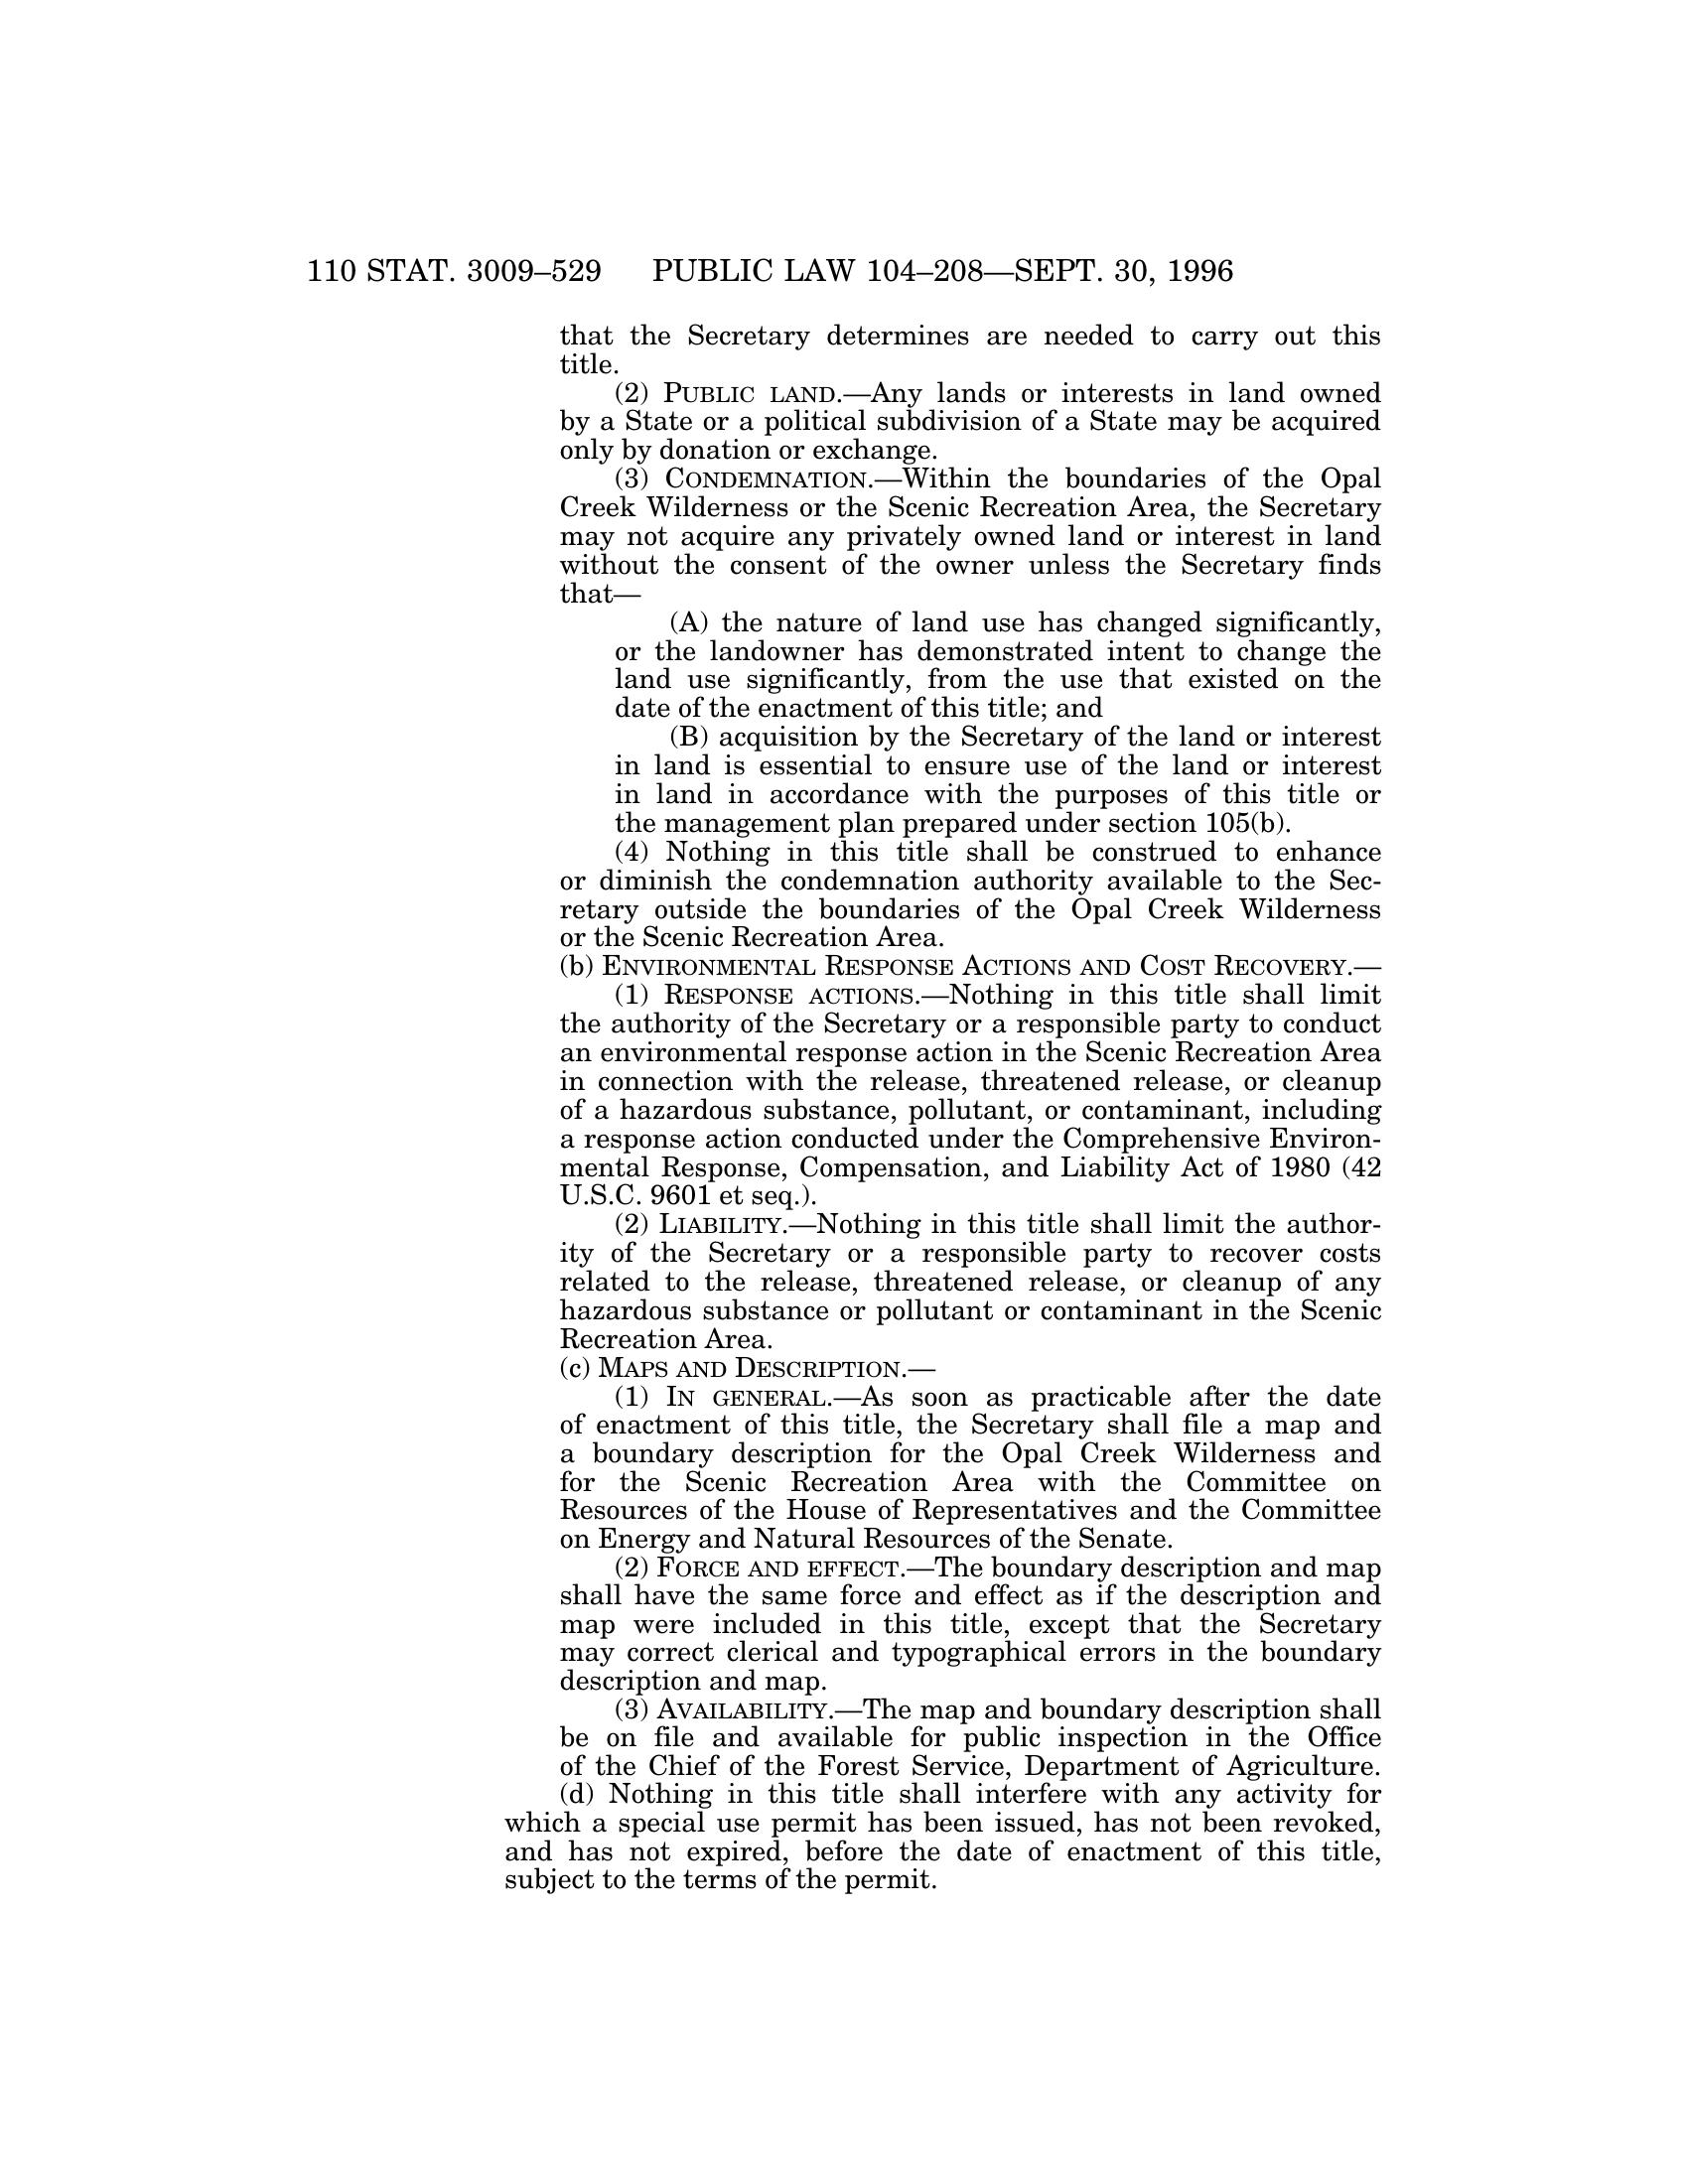 110 STAT. 3009–529 PUBLIC LAW 104–208—SEPT. 30, 1996
that the Secretary determines are needed to carry out this
title.
(2) PUBLIC LAND.—Any lands or interests in land owned
by a State or a political subdivision of a State may be acquired
only by donation or exchange.
(3) CONDEMNATION.—Within the boundaries of the Opal
Creek Wilderness or the Scenic Recreation Area, the Secretary
may not acquire any privately owned land or interest in land
without the consent of the owner unless the Secretary finds
that—
(A) the nature of land use has changed significantly,
or the landowner has demonstrated intent to change the
land use significantly, from the use that existed on the
date of the enactment of this title; and
(B) acquisition by the Secretary of the land or interest
in land is essential to ensure use of the land or interest
in land in accordance with the purposes of this title or
the management plan prepared under section 105(b).
(4) Nothing in this title shall be construed to enhance
or diminish the condemnation authority available to the Sec-
retary outside the boundaries of the Opal Creek Wilderness
or the Scenic Recreation Area.
(b) ENVIRONMENTAL RESPONSE ACTIONS AND COST RECOVERY.—
(1) RESPONSE ACTIONS.—Nothing in this title shall limit
the authority of the Secretary or a responsible party to conduct
an environmental response action in the Scenic Recreation Area
in connection with the release, threatened release, or cleanup
of a hazardous substance, pollutant, or contaminant, including
a response action conducted under the Comprehensive Environ-
mental Response, Compensation, and Liability Act of 1980 (42
U.S.C. 9601 et seq.).
(2) LIABILITY.—Nothing in this title shall limit the author-
ity of the Secretary or a responsible party to recover costs
related to the release, threatened release, or cleanup of any
hazardous substance or pollutant or contaminant in the Scenic
Recreation Area.
(c) MAPS AND DESCRIPTION.—
(1) IN GENERAL.—As soon as practicable after the date
of enactment of this title, the Secretary shall file a map and
a boundary description for the Opal Creek Wilderness and
for the Scenic Recreation Area with the Committee on
Resources of the House of Representatives and the Committee
on Energy and Natural Resources of the Senate.
(2) FORCE AND EFFECT.—The boundary description and map
shall have the same force and effect as if the description and
map were included in this title, except that the Secretary
may correct clerical and typographical errors in the boundary
description and map.
(3) AVAILABILITY.—The map and boundary description shall
be on file and available for public inspection in the Office
of the Chief of the Forest Service, Department of Agriculture.
(d) Nothing in this title shall interfere with any activity for
which a special use permit has been issued, has not been revoked,
and has not expired, before the date of enactment of this title,
subject to the terms of the permit.